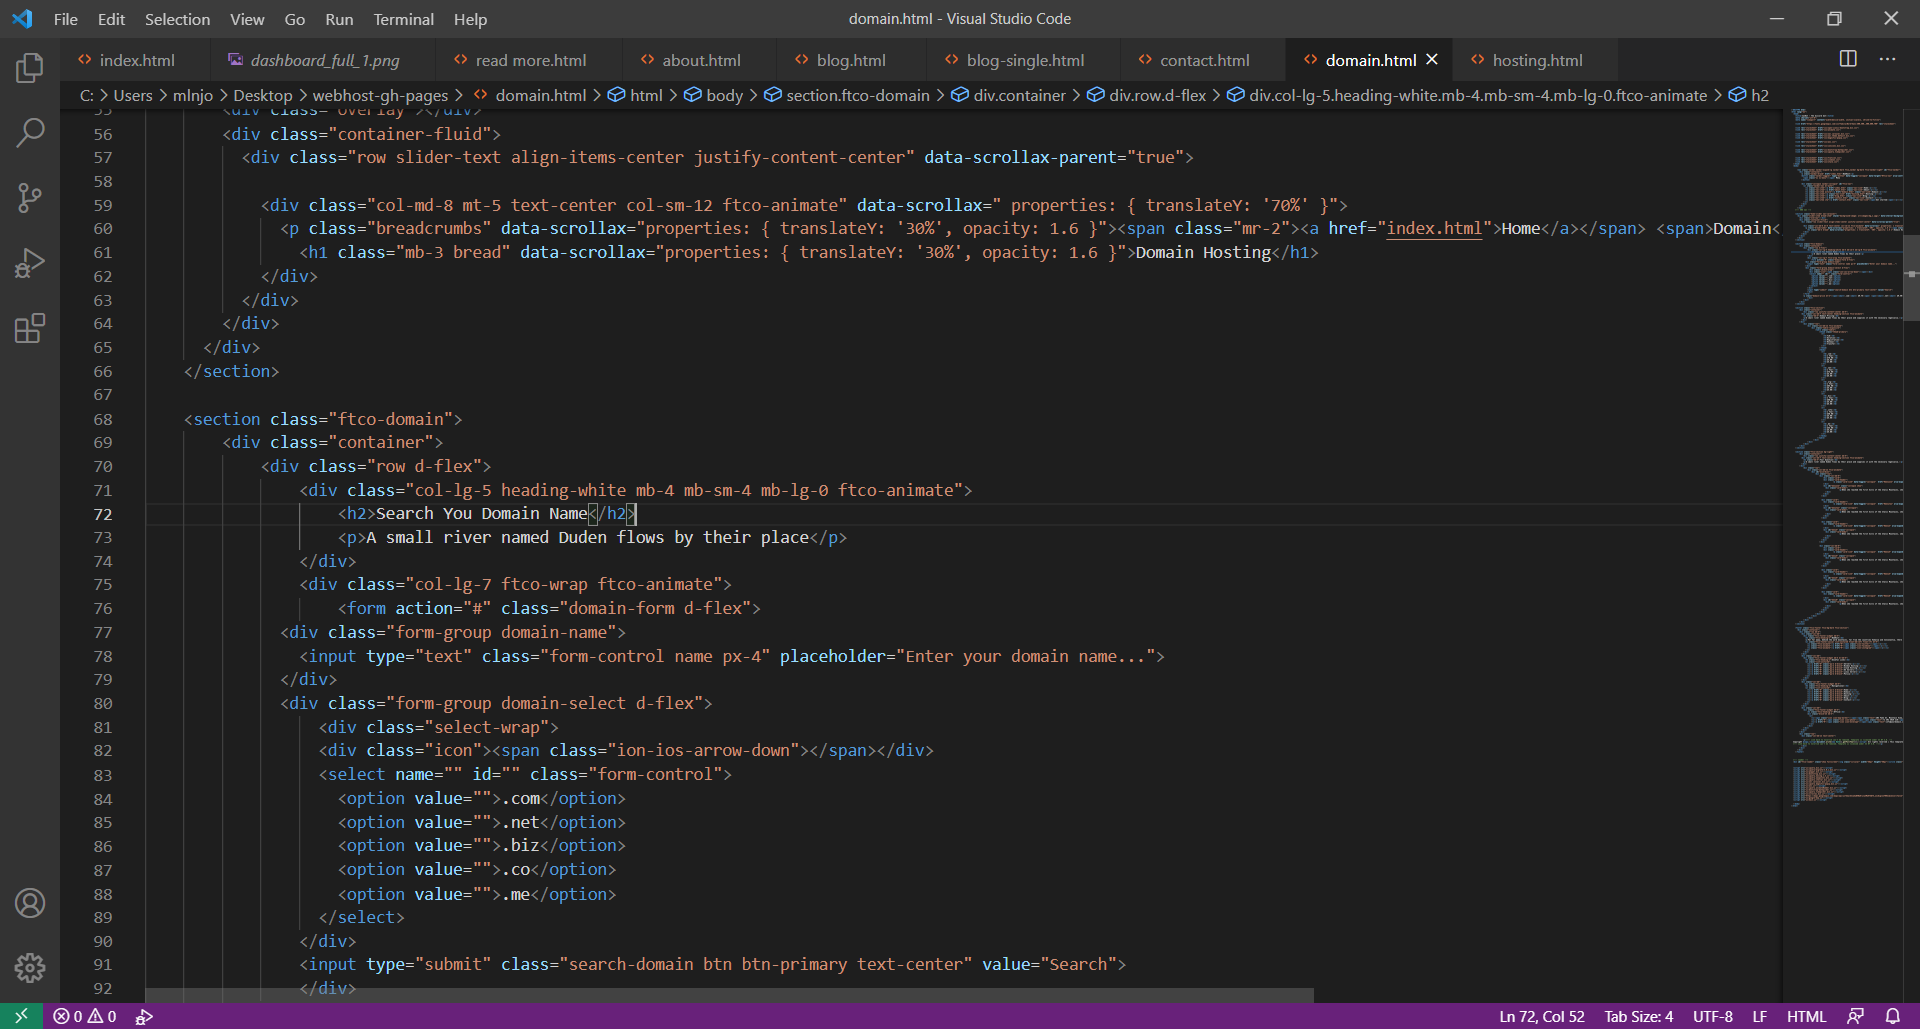 File Edit Selection View Go Run Terminal Help
domain.html - Visual Studio Code
index.html dashboard_full_1.png read more.html about.html blog.html blog-single.html contact.html domain.html hosting.html
C: > Users > mlnjo > Desktop > webhost-gh-pages > domain.html > html > body > section.ftco-domain > div.container > div.row.d-flex > div.col-lg-5.heading-white.mb-4.mb-sm-4.mb-lg-0.ftco-animate > h2
55 <div class="overlay"></div>
56 <div class="container-fluid">
57 <div class="row slider-text align-items-center justify-content-center" data-scrollax-parent="true">
58
59 <div class="col-md-8 mt-5 text-center col-sm-12 ftco-animate" data-scrollax=" properties: { translateY: '70%' }">
60 <p class="breadcrumbs" data-scrollax="properties: { translateY: '30%', opacity: 1.6 }"><span class="mr-2"><a href="index.html">Home</a></span> <span>Domain<
61 <h1 class="mb-3 bread" data-scrollax="properties: { translateY: '30%', opacity: 1.6 }">Domain Hosting</h1>
62 </div>
63 </div>
64 </div>
65 </div>
66 </section>
67
68 <section class="ftco-domain">
69 <div class="container">
70 <div class="row d-flex">
71 <div class="col-lg-5 heading-white mb-4 mb-sm-4 mb-lg-0 ftco-animate">
72 <h2>Search You Domain Name</h2>
73 <p>A small river named Duden flows by their place</p>
74 </div>
75 <div class="col-lg-7 ftco-wrap ftco-animate">
76 <form action="#" class="domain-form d-flex">
77 <div class="form-group domain-name">
78 <input type="text" class="form-control name px-4" placeholder="Enter your domain name...">
79 </div>
80 <div class="form-group domain-select d-flex">
81 <div class="select-wrap">
82 <div class="icon"><span class="ion-ios-arrow-down"></span></div>
83 <select name="" id="" class="form-control">
84 <option value="">.com</option>
85 <option value="">.net</option>
86 <option value="">.biz</option>
87 <option value="">.co</option>
88 <option value="">.me</option>
89 </select>
90 </div>
91 <input type="submit" class="search-domain btn btn-primary text-center" value="Search">
92 </div>
0 0 Ln 72, Col 52 Tab Size: 4 UTF-8 LF HTML